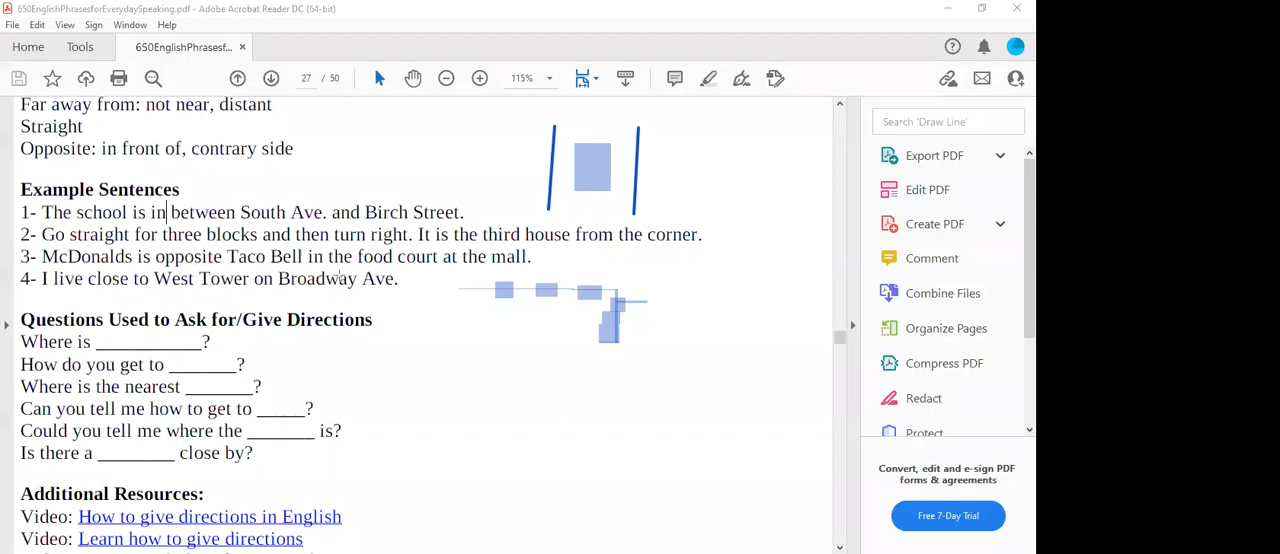 650EnglishPhrasesforEverydaySpeaking.pdf - Adobe Acrobat Reader DC (64-bit)
File Edit View Sign Window Help
Home Tools 650EnglishPhrasesf... ×
27 / 50 115%
Far away from: not near, distant
Straight
Opposite: in front of, contrary side
Example Sentences
1- The school is in between South Ave. and Birch Street.
2- Go straight for three blocks and then turn right. It is the third house from the corner.
3- McDonalds is opposite Taco Bell in the food court at the mall.
4- I live close to West Tower on Broadway Ave.
Questions Used to Ask for/Give Directions
Where is ___________?
How do you get to _______?
Where is the nearest _______?
Can you tell me how to get to _____?
Could you tell me where the _______ is?
Is there a ________ close by?
Additional Resources:
Video: How to give directions in English
Video: Learn how to give directions
Search 'Draw Line'
Export PDF
Edit PDF
Create PDF
Comment
Combine Files
Organize Pages
Compress PDF
Redact
Protect
Convert, edit and e-sign PDF
forms & agreements
Free 7-Day Trial